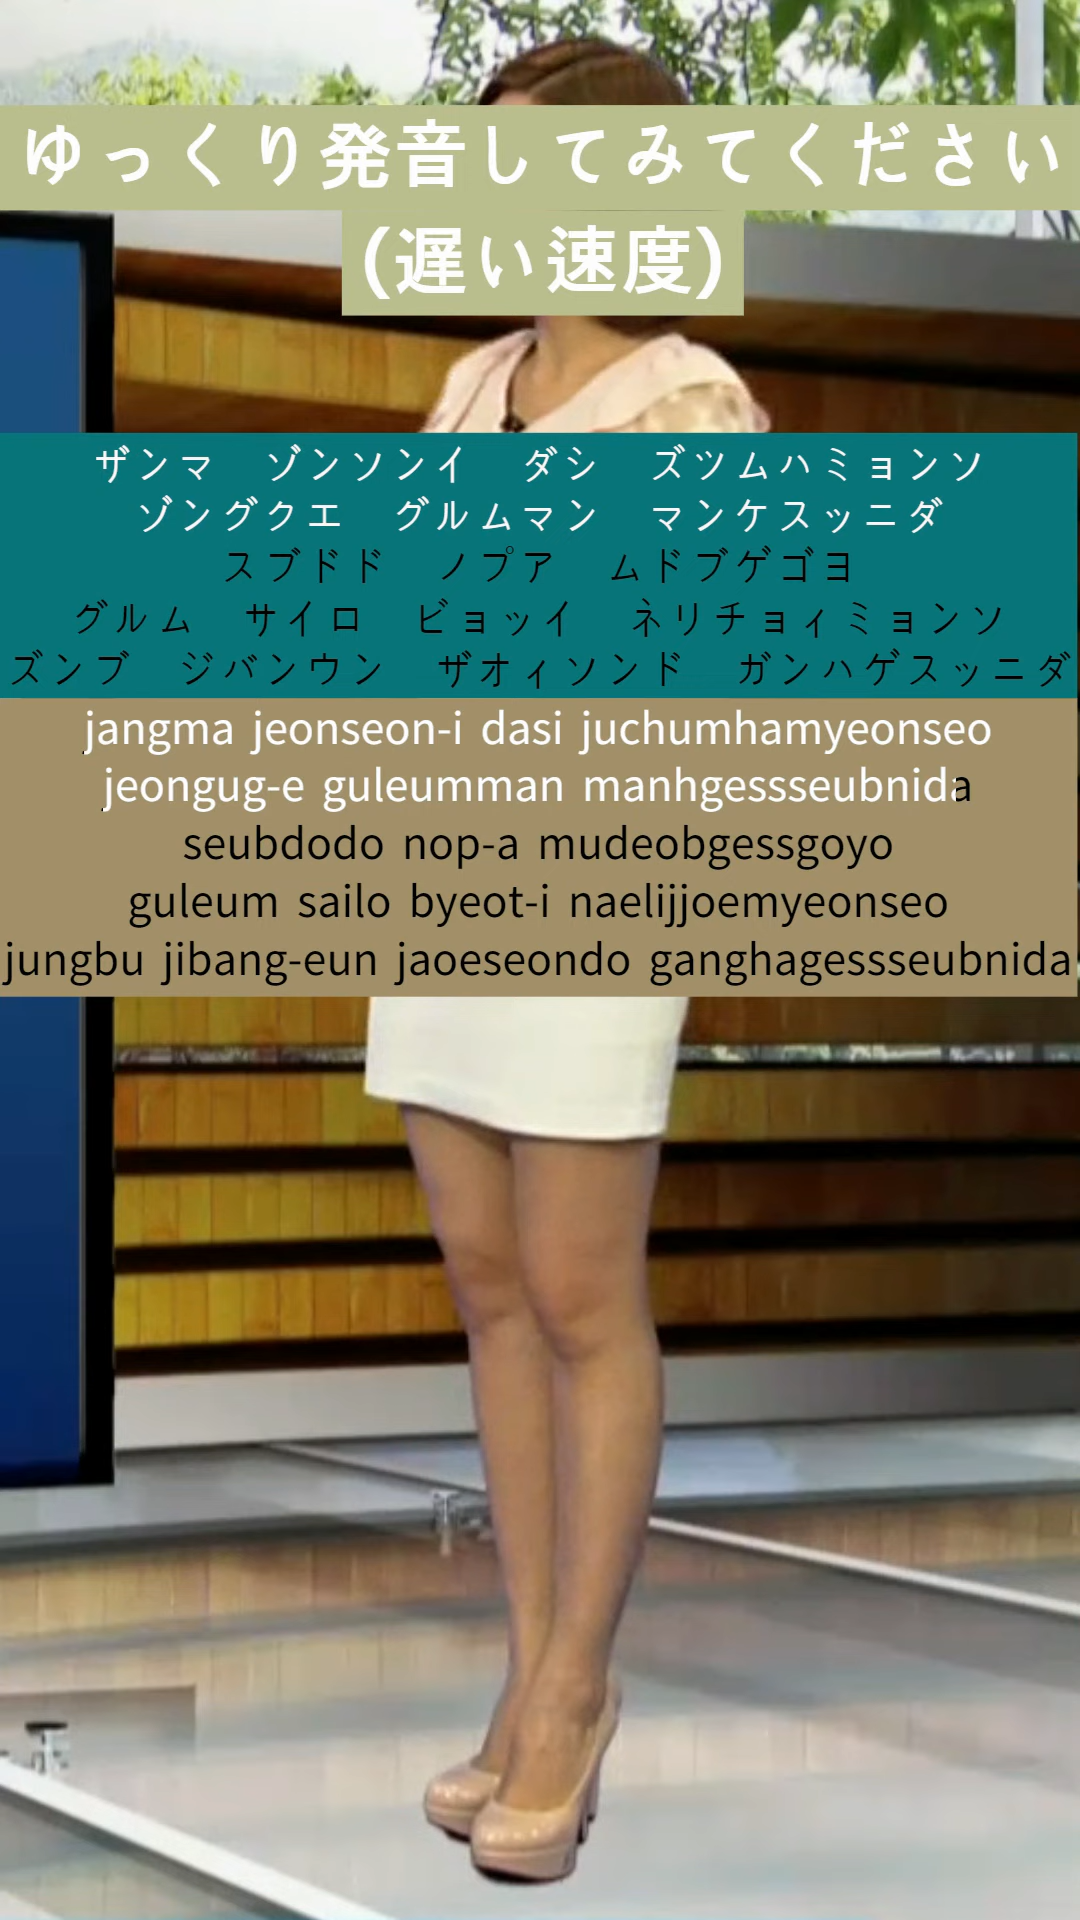 ゆっくり発音してみてください
(遅い速度)
ザンマ　ゾンソンイ　ダシ　ズツムハミョンソ
ゾングクエ　グルムマン　マンケスッニダ
スブドド　ノプア　ムドブゲゴヨ
グルム　サイロ　ビョッイ　ネリチョィミョンソ
ズンブ　ジバンウン　ザオィソンド　ガンハゲスッニダ
jangma jeonseon-i dasi juchumhamyeonseo
jeongug-e guleumman manhgessseubnida
seubdodo nop-a mudeobgessgoyo
guleum sailo byeot-i naelijjoemyeonseo
jungbu jibang-eun jaoeseondo ganghagessseubnida